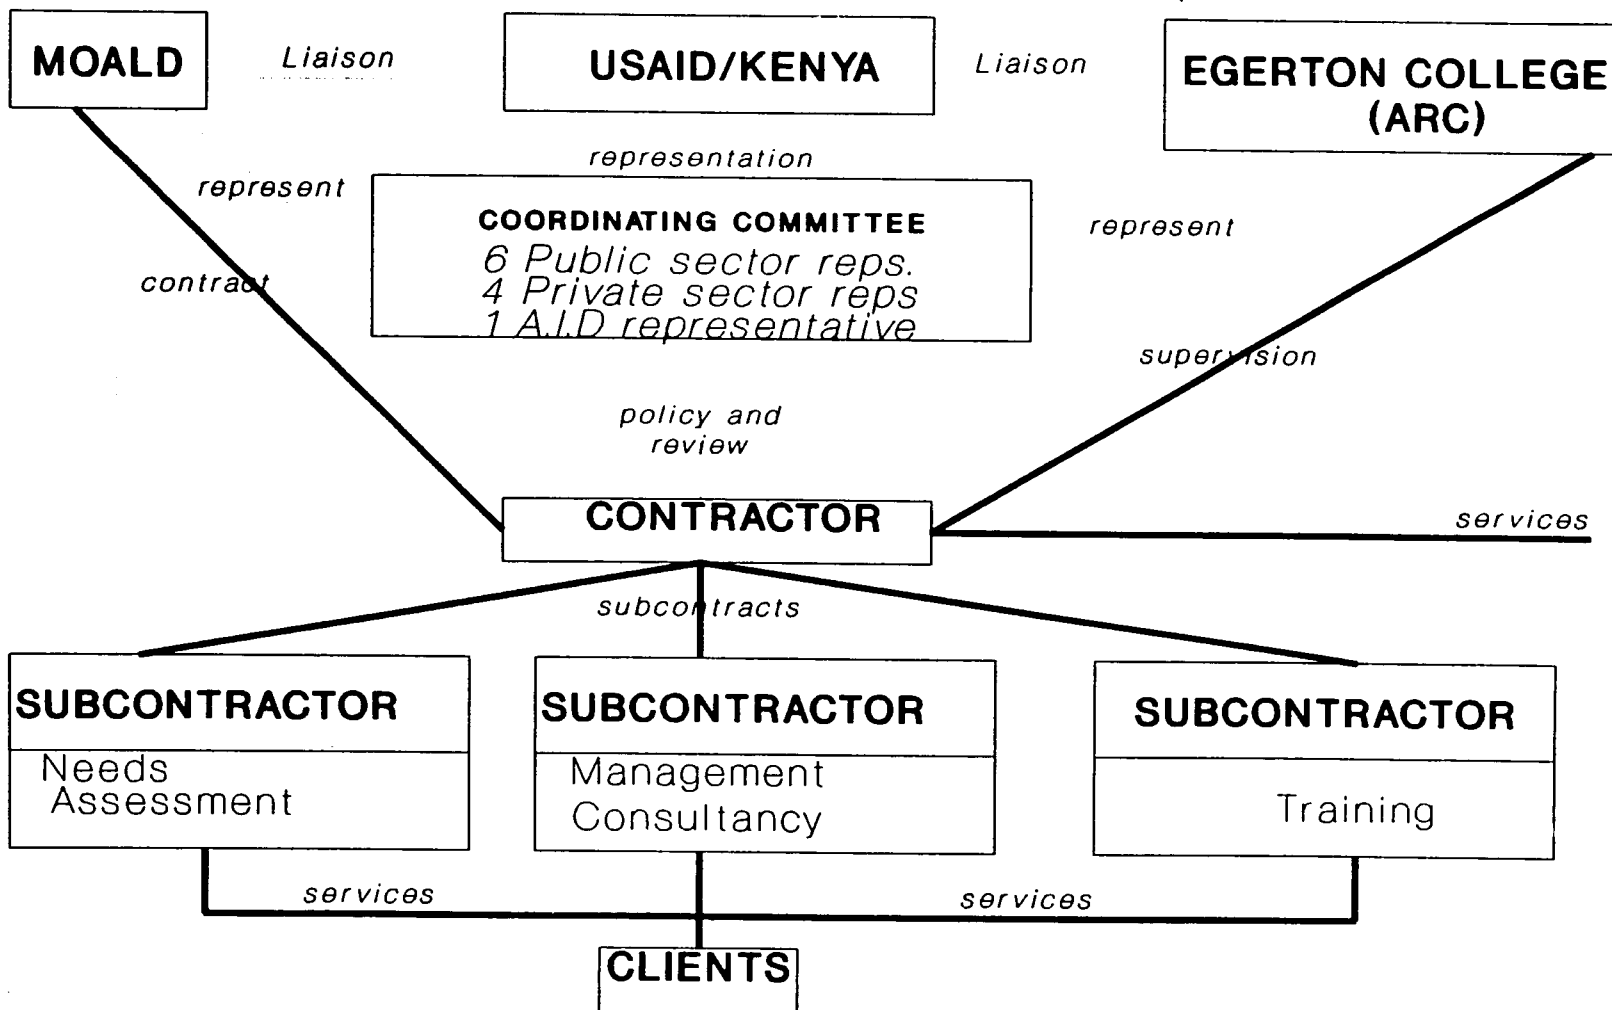 MOALD
Liaison
USAID/KENYA
Liaison
EGERTON COLLEGE
(ARC)
representation
represent
COORDINATING COMMITTEE
6 Public sector reps.
4 Private sector reps
1 A.I.D representative
represent
contract
supervision
policy and
review
CONTRACTOR
services
subcontracts
SUBCONTRACTOR
Needs
Assessment
SUBCONTRACTOR
Management
Consultancy
SUBCONTRACTOR
Training
services
services
CLIENTS